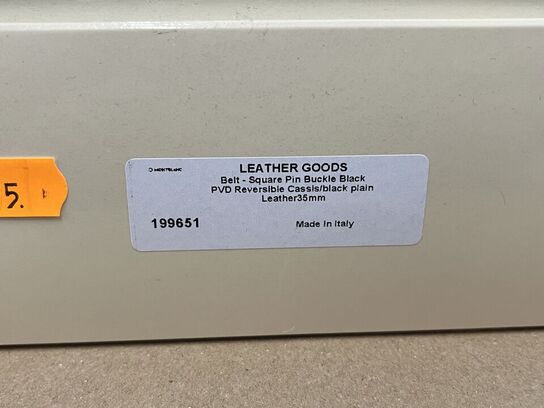 MONTBLANC
LEATHER GOODS
Belt - Square Pin Buckle Black
PVD Reversible Cassis/black plain
Leather35mm
199651
Made in Italy
5.